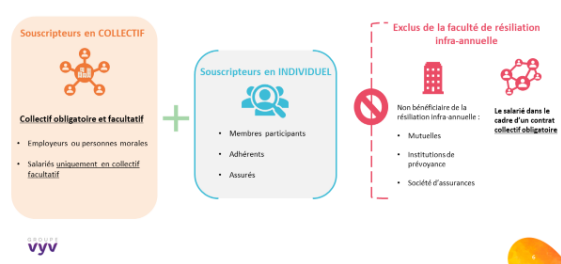 Souscripteurs en COLLECTIF
Collectif obligatoire et facultatif
• Employeurs ou personnes morales
• Salariés uniquement en collectif
facultatif
Souscripteurs en INDIVIDUEL
• Membres participants
• Adhérents
• Assurés
Exclus de la faculté de résiliation
infra-annuelle
Non bénéficiaire de la
résiliation infra-annuelle :
• Mutuelles
• Institutions de
prévoyance
• Société d'assurances
Le salarié dans le
cadre d'un contrat
collectif obligatoire
GROUPE
vyv